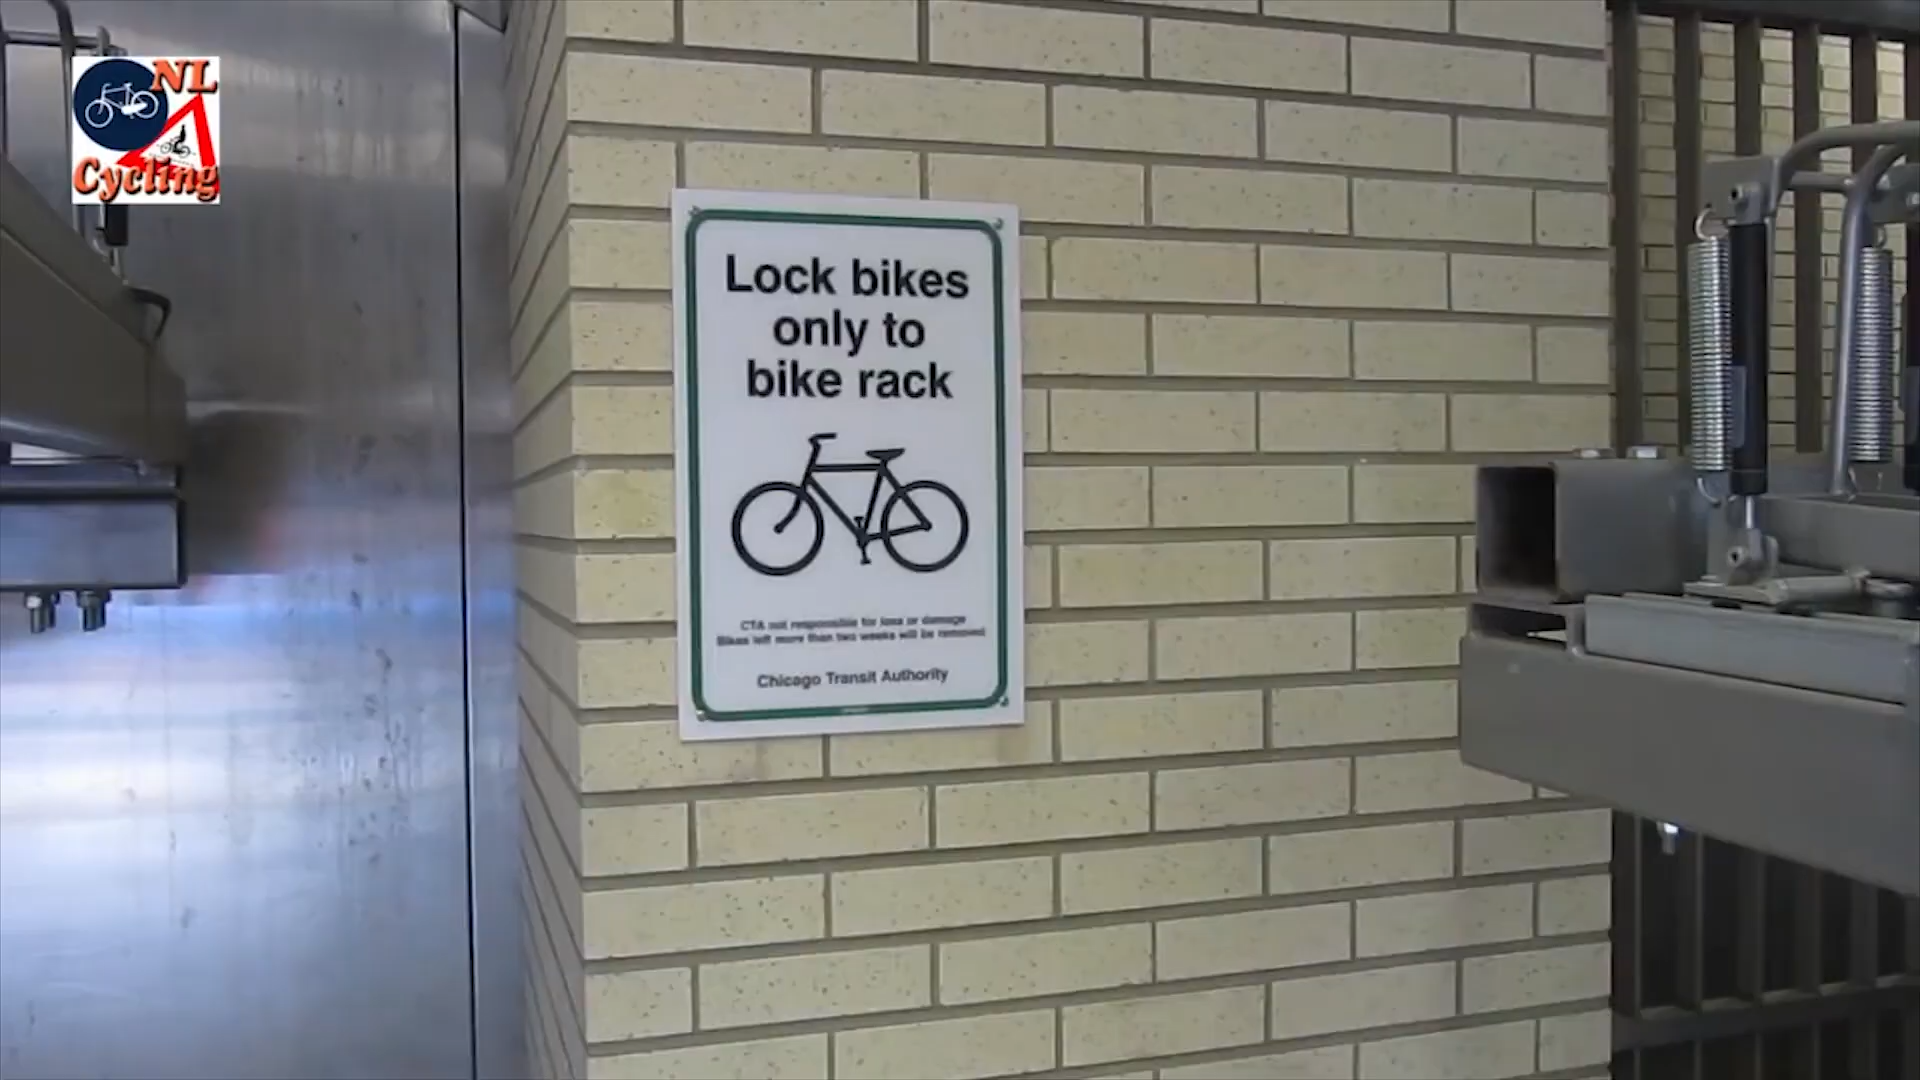 NL
Cycling
Lock bikes
only to
bike rack
CTA not responsible for loss or damage
Bikes left more than two weeks will be removed
Chicago Transit Authority